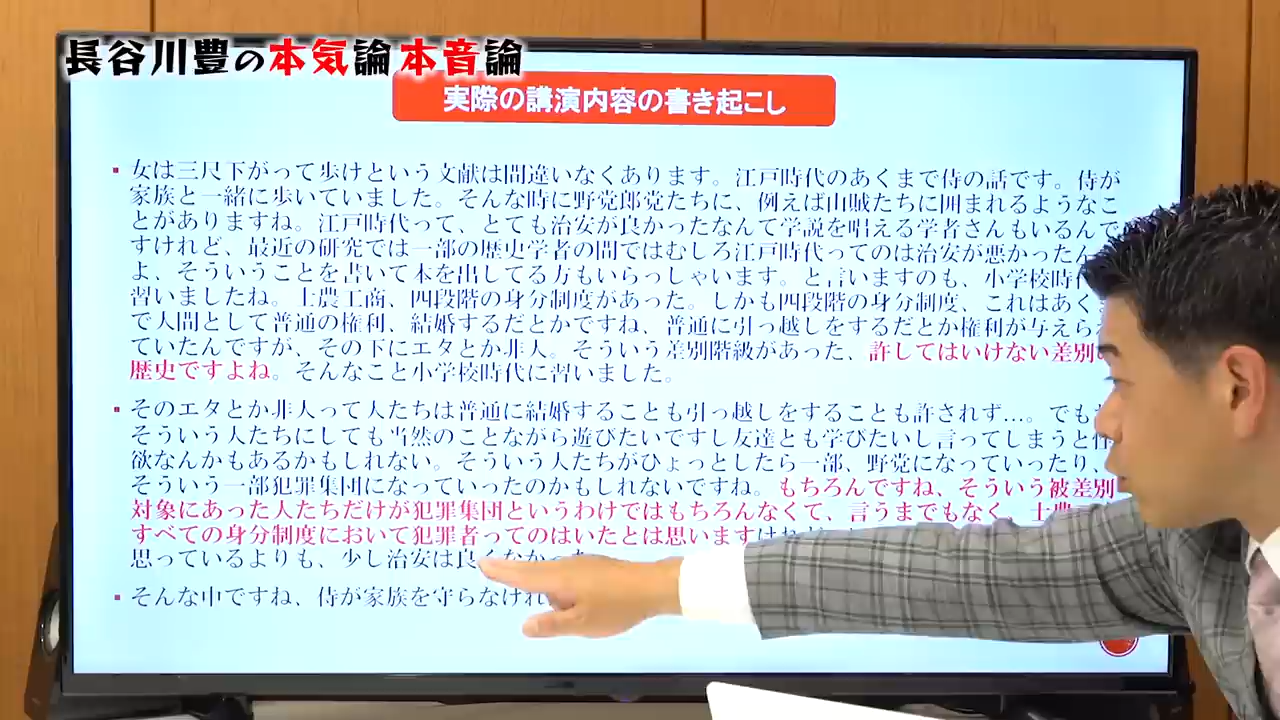 長谷川豊の本気論本音論
実際の講演内容の書き起こし
女は三尺下がって歩けという文献は間違いなくあります。江戸時代のあくまで侍の話です。侍が
家族と一緒に歩いていました。そんな時に野党郎党たちに、例えば山賊たちに囲まれるようなこ
とがありますね。江戸時代って、とても治安が良かったなんて学説を唱える学者さんもいるんで
すけれど、最近の研究では一部の歴史学者の間ではむしろ江戸時代ってのは治安が悪かったん
よ、そういうことを書いて本を出してる方もいらっしゃいます。と言いますのも、小学校時
習いましたね。士農工商、四段階の身分制度があった。しかも四段階の身分制度、これはあく
で人間として普通の権利、結婚するだとかですね、普通に引っ越しをするだとか権利が与えら
ていたんですが、その下にエタとか非人。そういう差別階級があった、許してはいけない差別
歴史ですよね。そんなこと小学校時代に習いました。
そのエタとか非人って人たちは普通に結婚することも引っ越しをすることも許されず…。でも
そういう人たちにしても当然のことながら遊びたいですし友達とも学びたいし言ってしまうと
欲なんかもあるかもしれない。そういう人たちがひょっとしたら一部、野党になっていったり、
そういう一部犯罪集団になっていったのかもしれないですね。もちろんですね、そういう被差別
対象にあった人たちだけが犯罪集団というわけではもちろんなくて、言うまでもなく、士農
すべての身分制度において犯罪者ってのはいたとは思いますけれど
思っているよりも、少し治安は良くなかった
そんな中ですね、侍が家族を守らなけれ